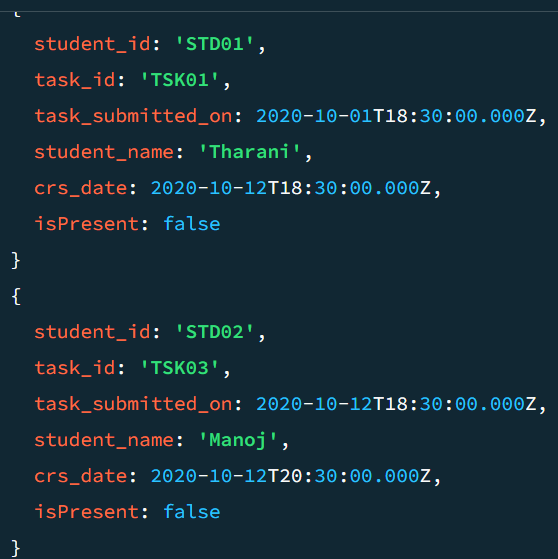 {
student_id: 'STD01',
task_id: 'TSK01',
task_submitted_on: 2020-10-01T18:30:00.000Z,
student_name: 'Tharani',
crs_date: 2020-10-12T18:30:00.000Z,
isPresent: false
}
{
student_id: 'STD02',
task_id: 'TSK03',
task_submitted_on: 2020-10-12T18:30:00.000Z,
student_name: 'Manoj',
crs_date: 2020-10-12T20:30:00.000Z,
isPresent: false
}